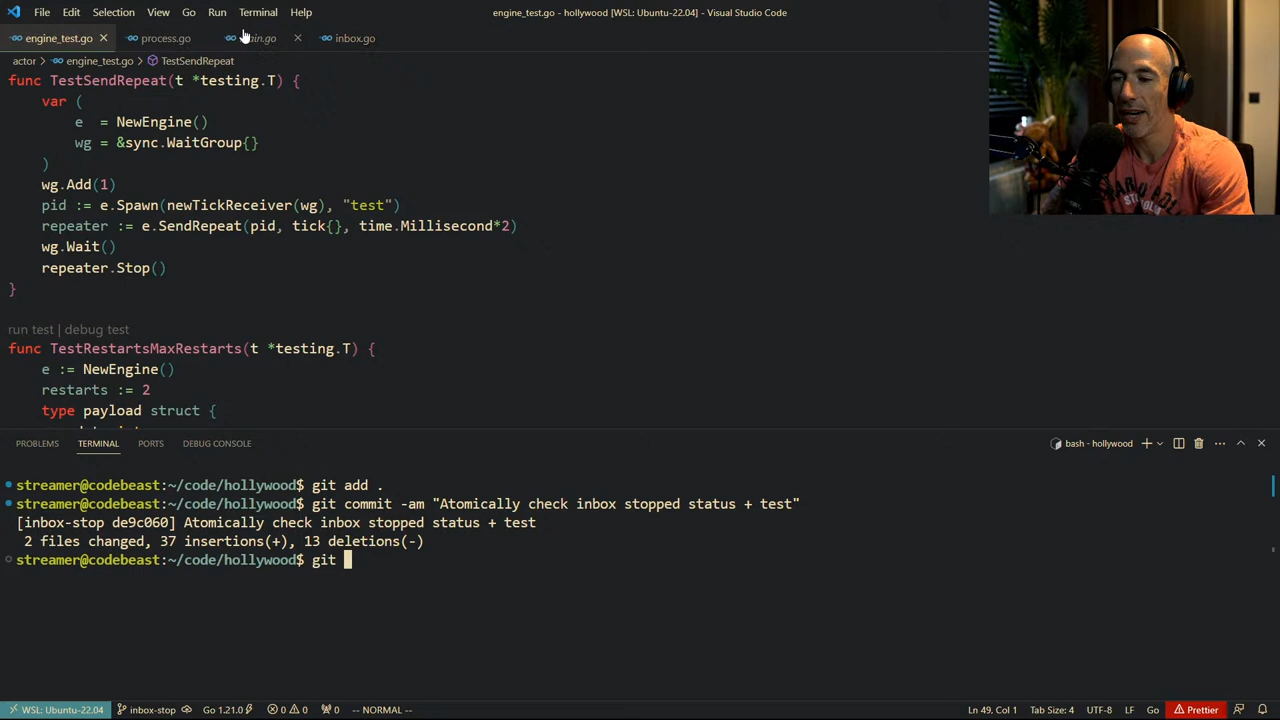 File Edit Selection View Go Run Terminal Help
engine_test.go - hollywood [WSL: Ubuntu-22.04] - Visual Studio Code
engine_test.go process.go inbox.go
actor > engine_test.go > TestSendRepeat
func TestSendRepeat(t *testing.T) {
var (
e = NewEngine()
wg = &sync.WaitGroup{}
)
wg.Add(1)
pid := e.Spawn(newTickReceiver(wg), "test")
repeater := e.SendRepeat(pid, tick{}, time.Millisecond*2)
wg.Wait()
repeater.Stop()
}
run test | debug test
func TestRestartsMaxRestarts(t *testing.T) {
e := NewEngine()
restarts := 2
type payload struct {
PROBLEMS TERMINAL PORTS DEBUG CONSOLE
bash - hollywood
streamer@codebeast:~/code/hollywood$ git add .
streamer@codebeast:~/code/hollywood$ git commit -am "Atomically check inbox stopped status + test"
[inbox-stop de9c060] Atomically check inbox stopped status + test
2 files changed, 37 insertions(+), 13 deletions(-)
streamer@codebeast:~/code/hollywood$ git
WSL: Ubuntu-22.04 inbox-stop Go 1.21.0 0 0 0 -- NORMAL -- Ln 49, Col 1 Tab Size: 4 UTF-8 LF Go Prettier